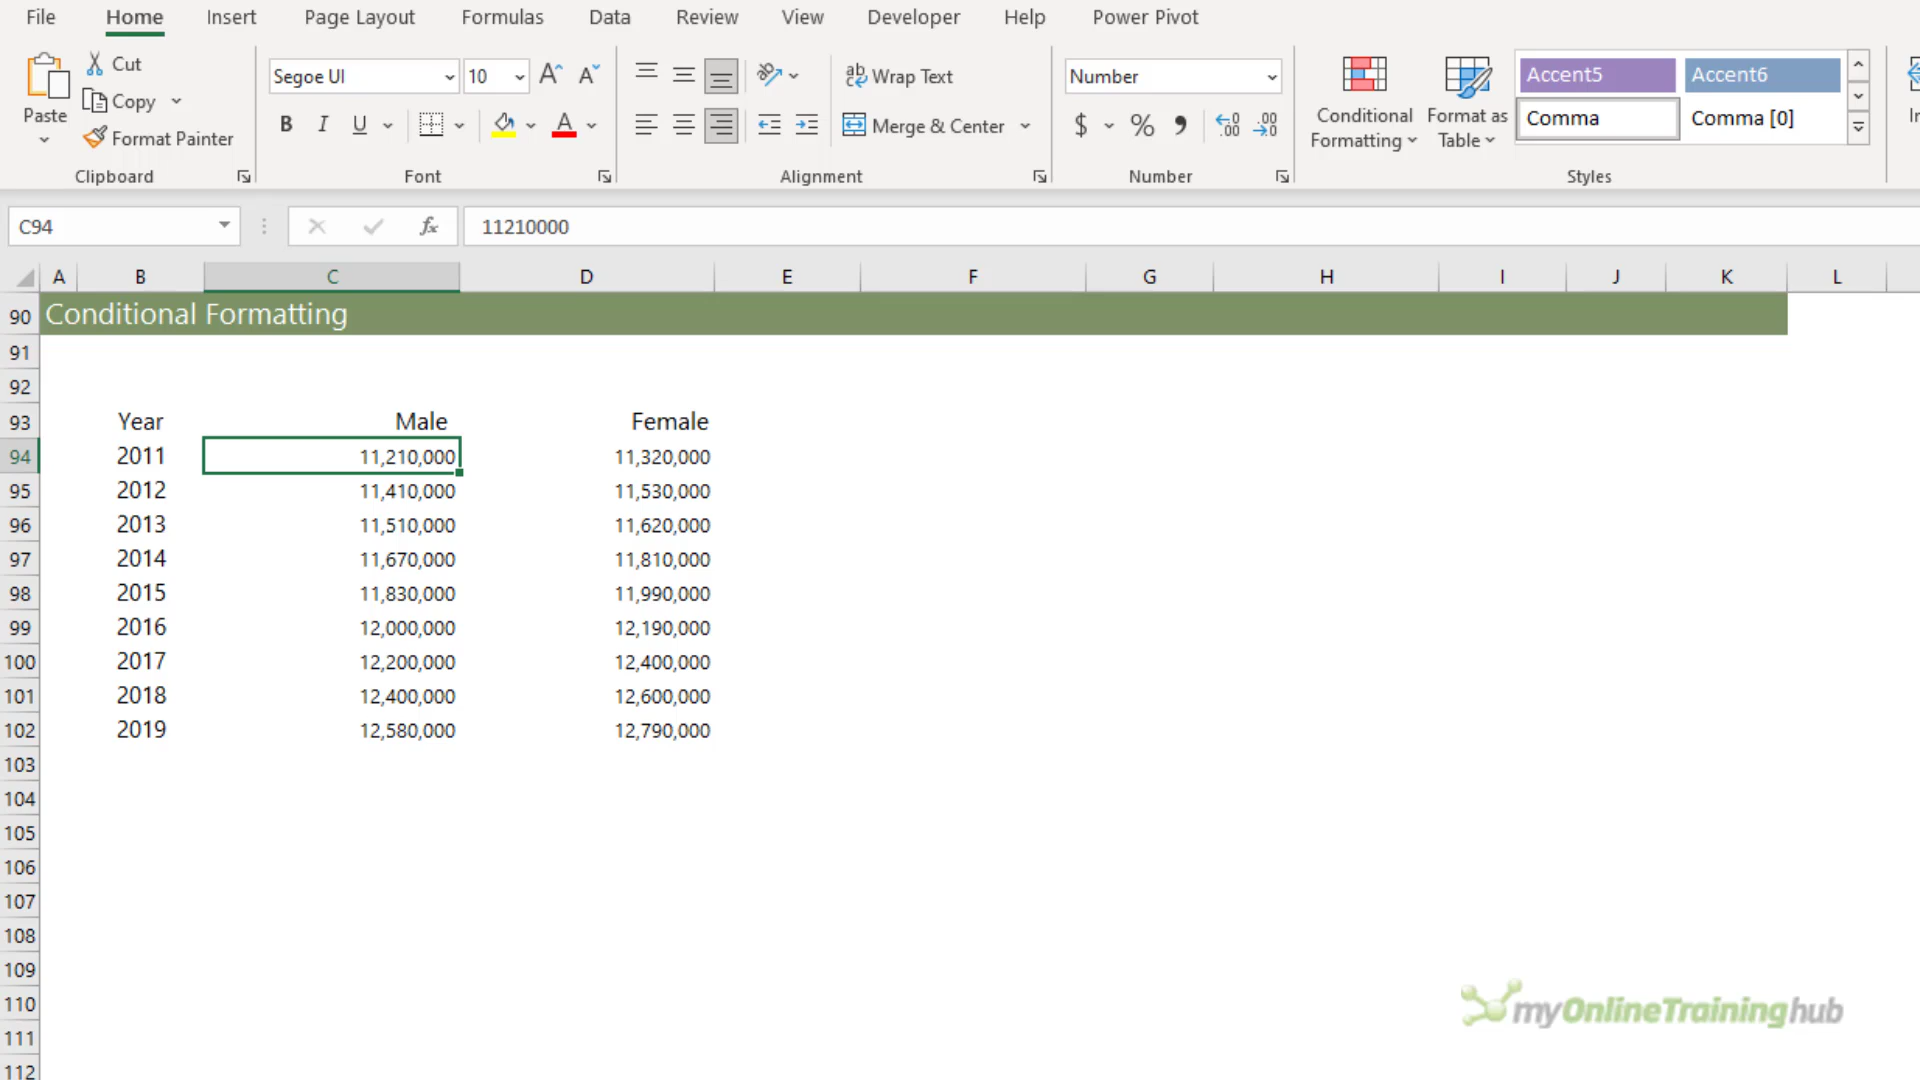 File Home Insert Page Layout Formulas Data Review View Developer Help Power Pivot
Paste
Cut
Copy
Format Painter
Clipboard
Segoe UI 10
B I U
Font
Wrap Text
Merge & Center
Alignment
Number
$ % 9
Number
Conditional
Formatting
Format as
Table
Accent5 Accent6
Comma Comma [0]
Styles
C94 fx 11210000
A B C D E F G H I J K L
90 Conditional Formatting
91
92
93 Year Male Female
94 2011 11,210,000 11,320,000
95 2012 11,410,000 11,530,000
96 2013 11,510,000 11,620,000
97 2014 11,670,000 11,810,000
98 2015 11,830,000 11,990,000
99 2016 12,000,000 12,190,000
100 2017 12,200,000 12,400,000
101 2018 12,400,000 12,600,000
102 2019 12,580,000 12,790,000
103
104
105
106
107
108
109
110
111
112
myOnlineTraininghub